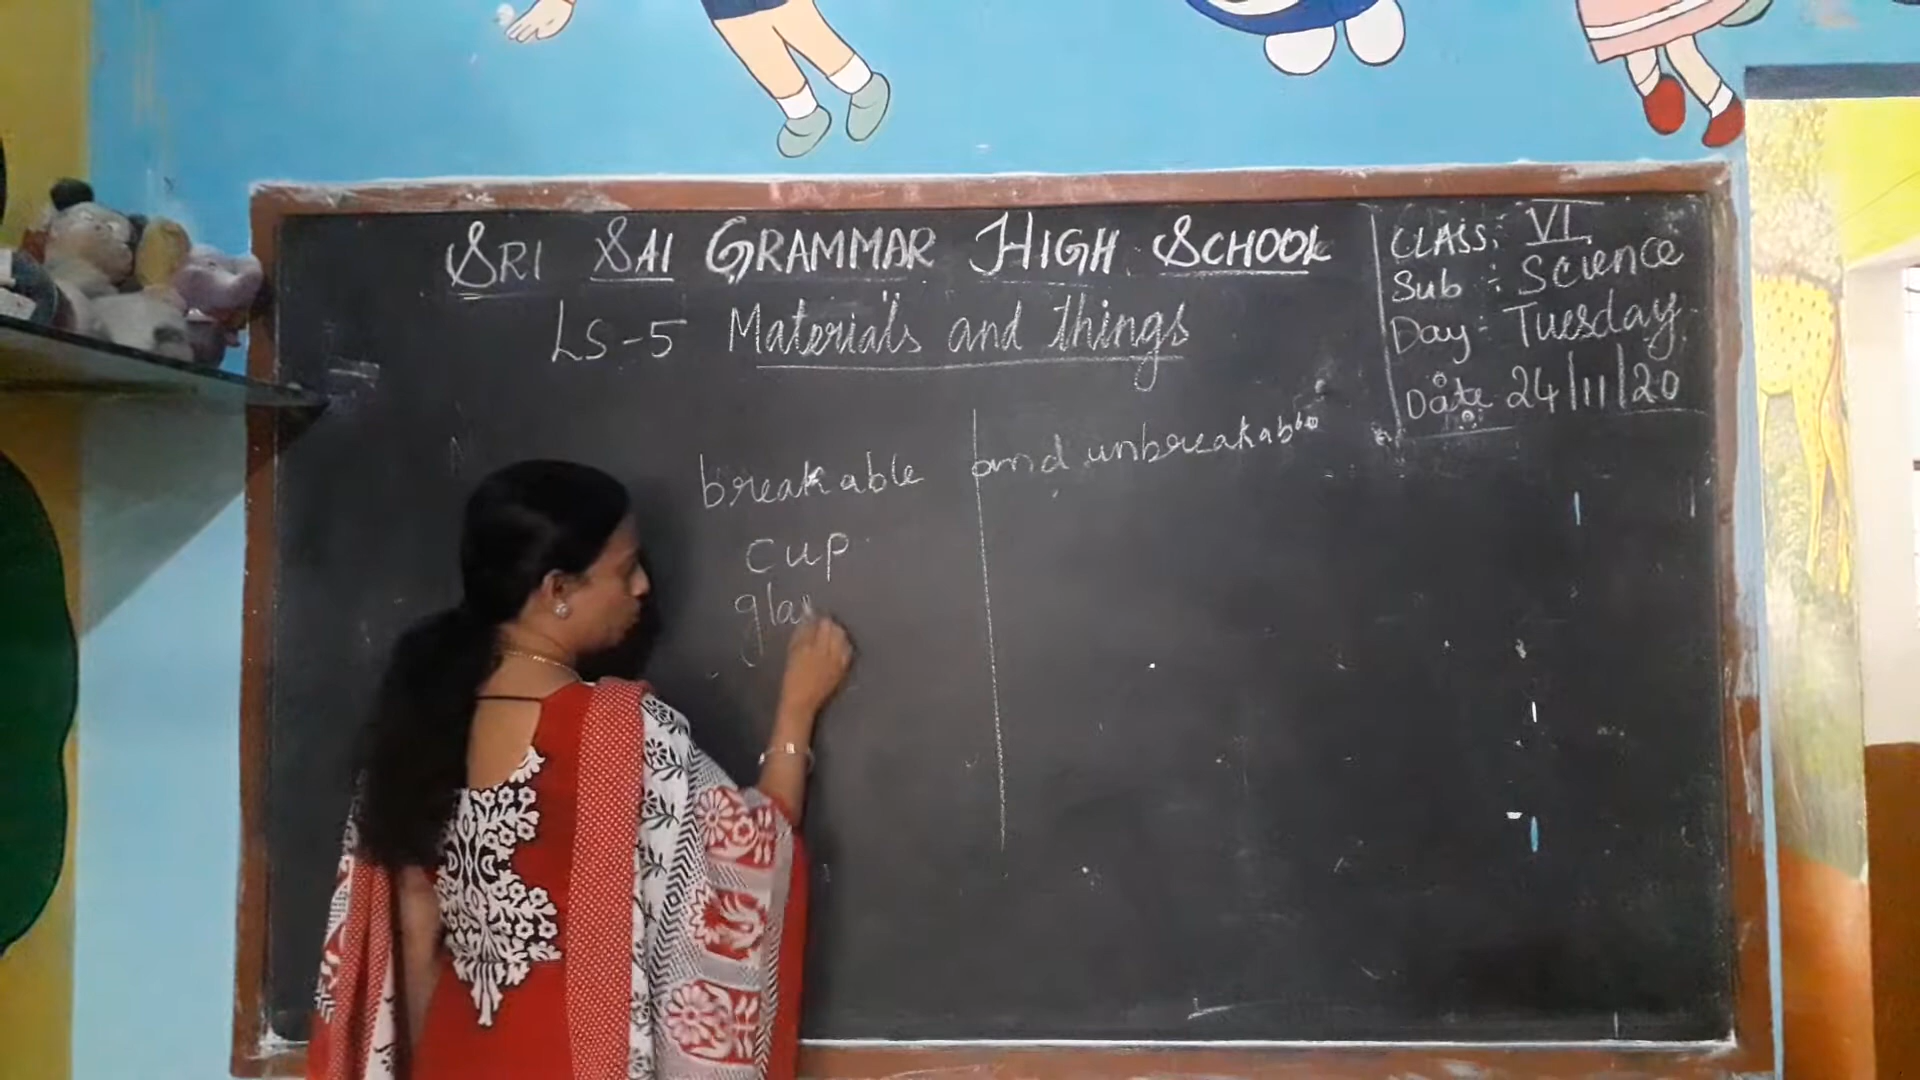 SRI SAI GRAMMAR HIGH SCHOOL
LS-5 Materials and things
CLASS: VI
Sub : Science
Day : Tuesday
Date 24/11/20
breakable and unbreakable
cup
gla